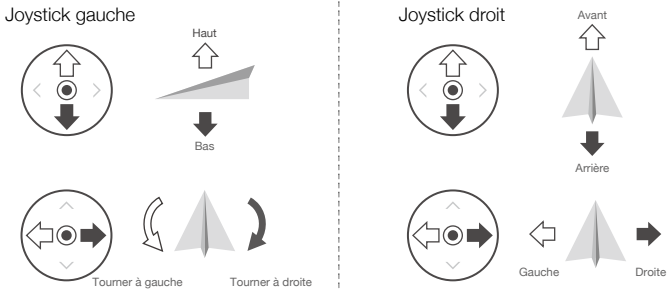 Joystick gauche
Haut
Bas
Tourner à gauche
Tourner à droite
Joystick droit
Avant
Arrière
Gauche
Droite